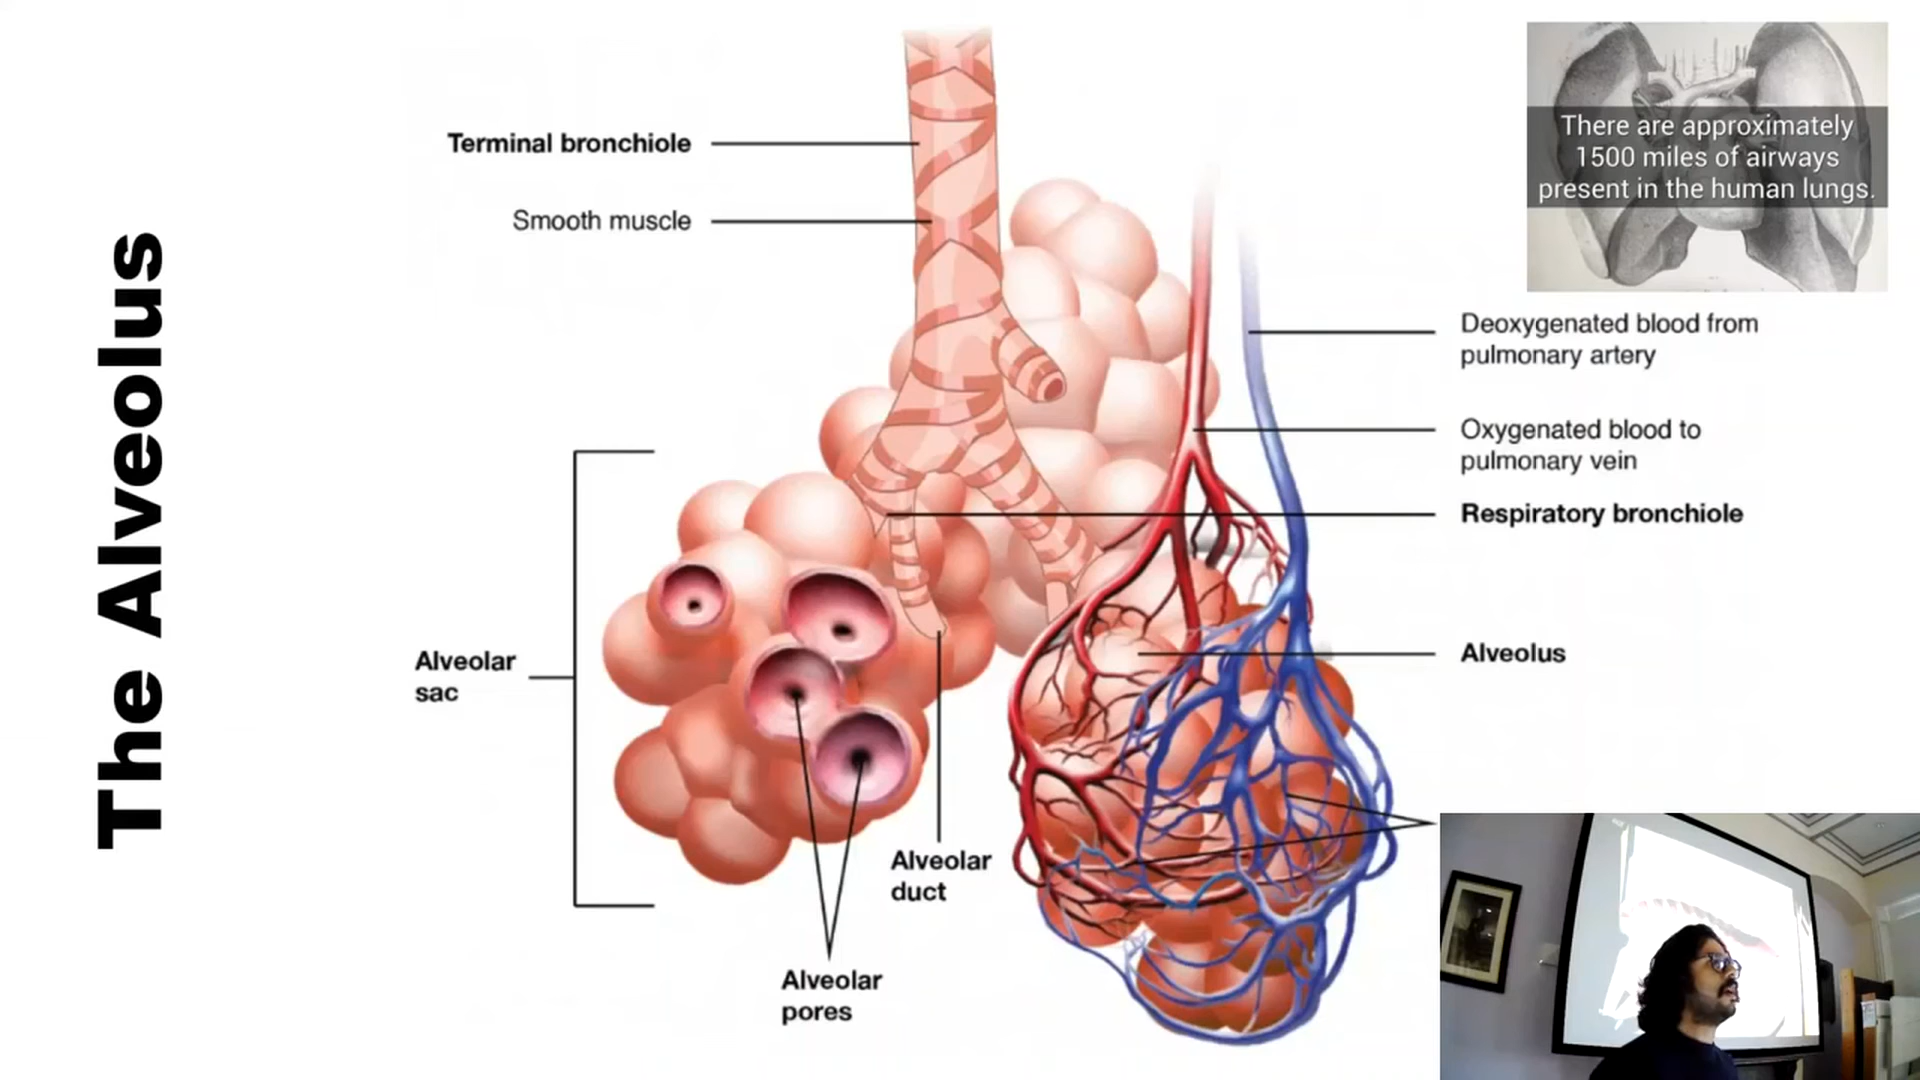 The Alveolus
There are approximately
1500 miles of airways
present in the human lungs.
Terminal bronchiole
Smooth muscle
Deoxygenated blood from
pulmonary artery
Oxygenated blood to
pulmonary vein
Respiratory bronchiole
Alveolus
Alveolar
sac
Alveolar
duct
Alveolar
pores